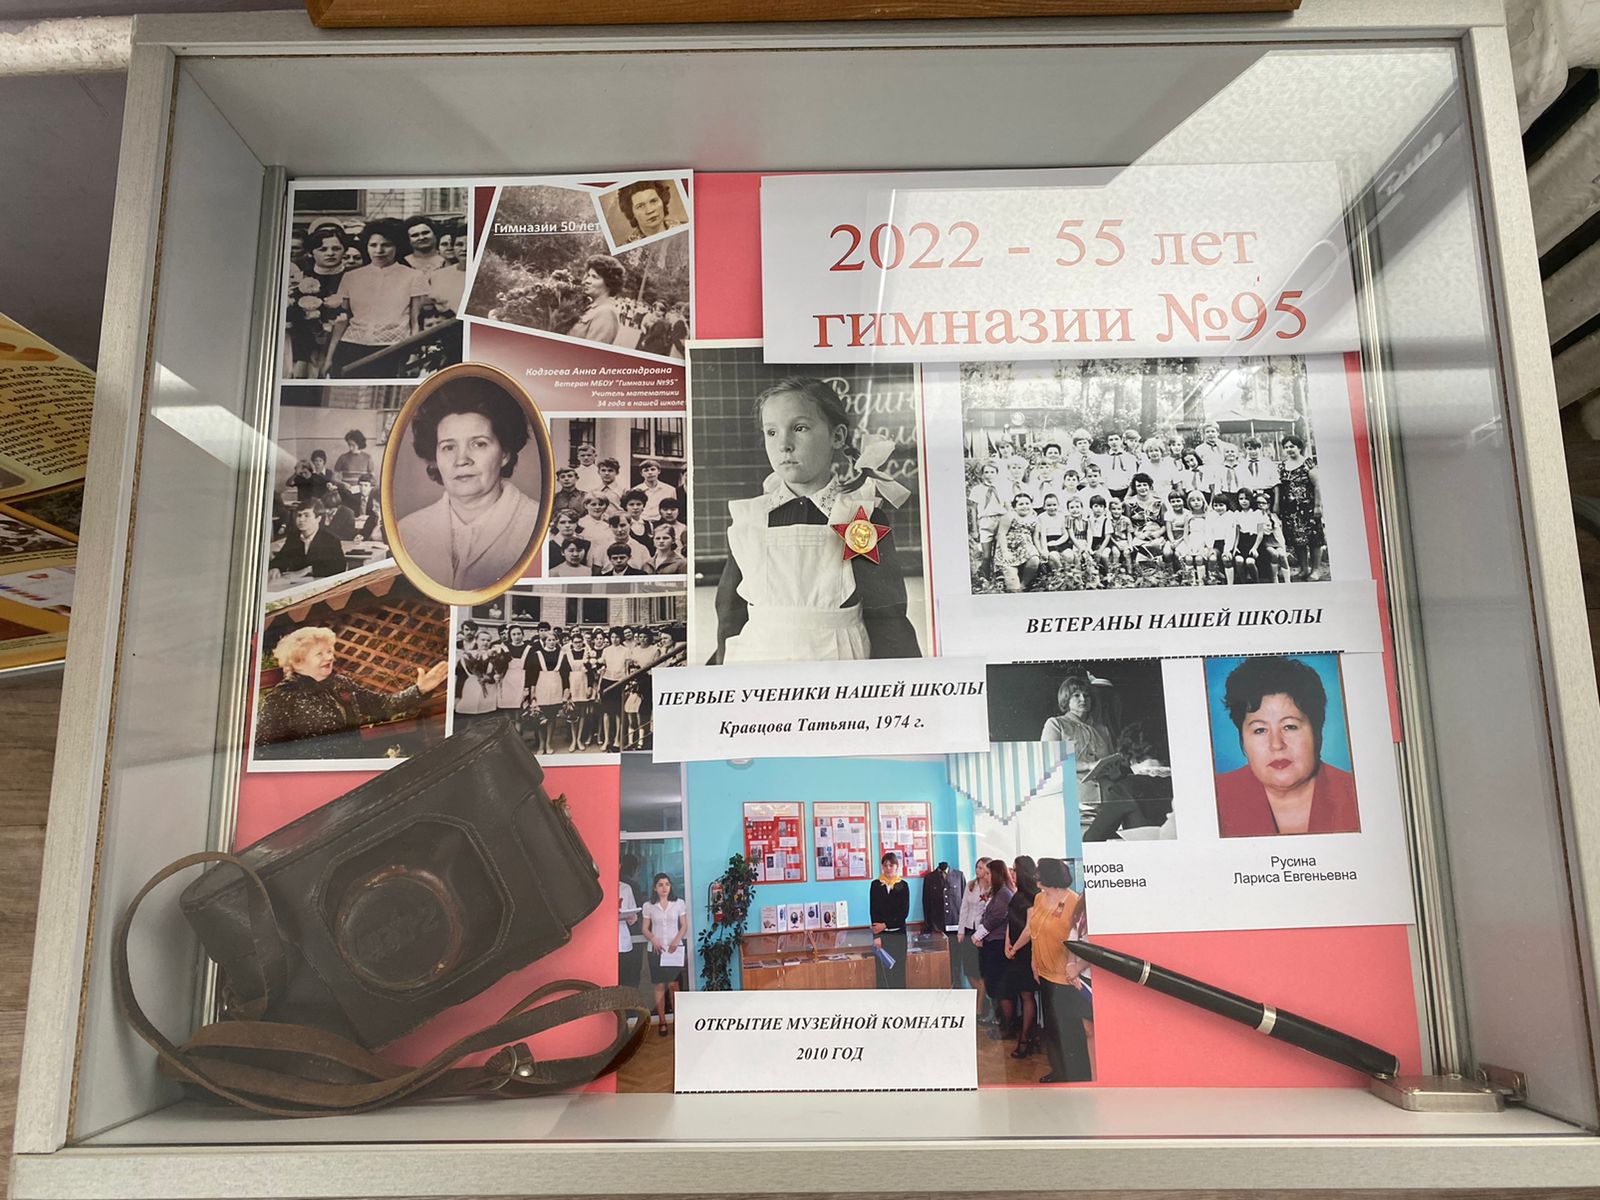 Гимназии 50 лет
2022 - 55 лет
гимназии №95
Кодзоева Анна Александровна
Ветеран МБОУ "Гимназии №95"
Учитель математики
34 года в нашей школе
ВЕТЕРАНЫ НАШЕЙ ШКОЛЫ
ПЕРВЫЕ УЧЕНИКИ НАШЕЙ ШКОЛЫ
Кравцова Татьяна, 1974 г.
Русина
Лариса Евгеньевна
ОТКРЫТИЕ МУЗЕЙНОЙ КОМНАТЫ
2010 ГОД